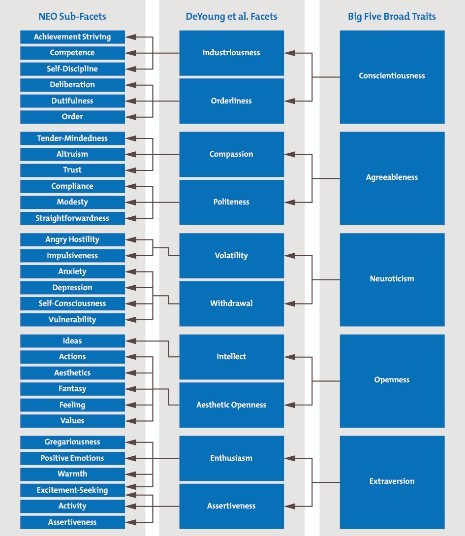 NEO Sub-Facets
DeYoung et al. Facets
Big Five Broad Traits
Achievement Striving
Competence
Self-Discipline
Deliberation
Dutifulness
Order
Industriousness
Orderliness
Conscientiousness
Tender-Mindedness
Altruism
Trust
Compliance
Modesty
Straightforwardness
Compassion
Politeness
Agreeableness
Angry Hostility
Impulsiveness
Anxiety
Depression
Self-Consciousness
Vulnerability
Volatility
Withdrawal
Neuroticism
Ideas
Actions
Aesthetics
Fantasy
Feeling
Values
Intellect
Aesthetic Openness
Openness
Gregariousness
Positive Emotions
Warmth
Excitement-Seeking
Activity
Assertiveness
Enthusiasm
Assertiveness
Extraversion